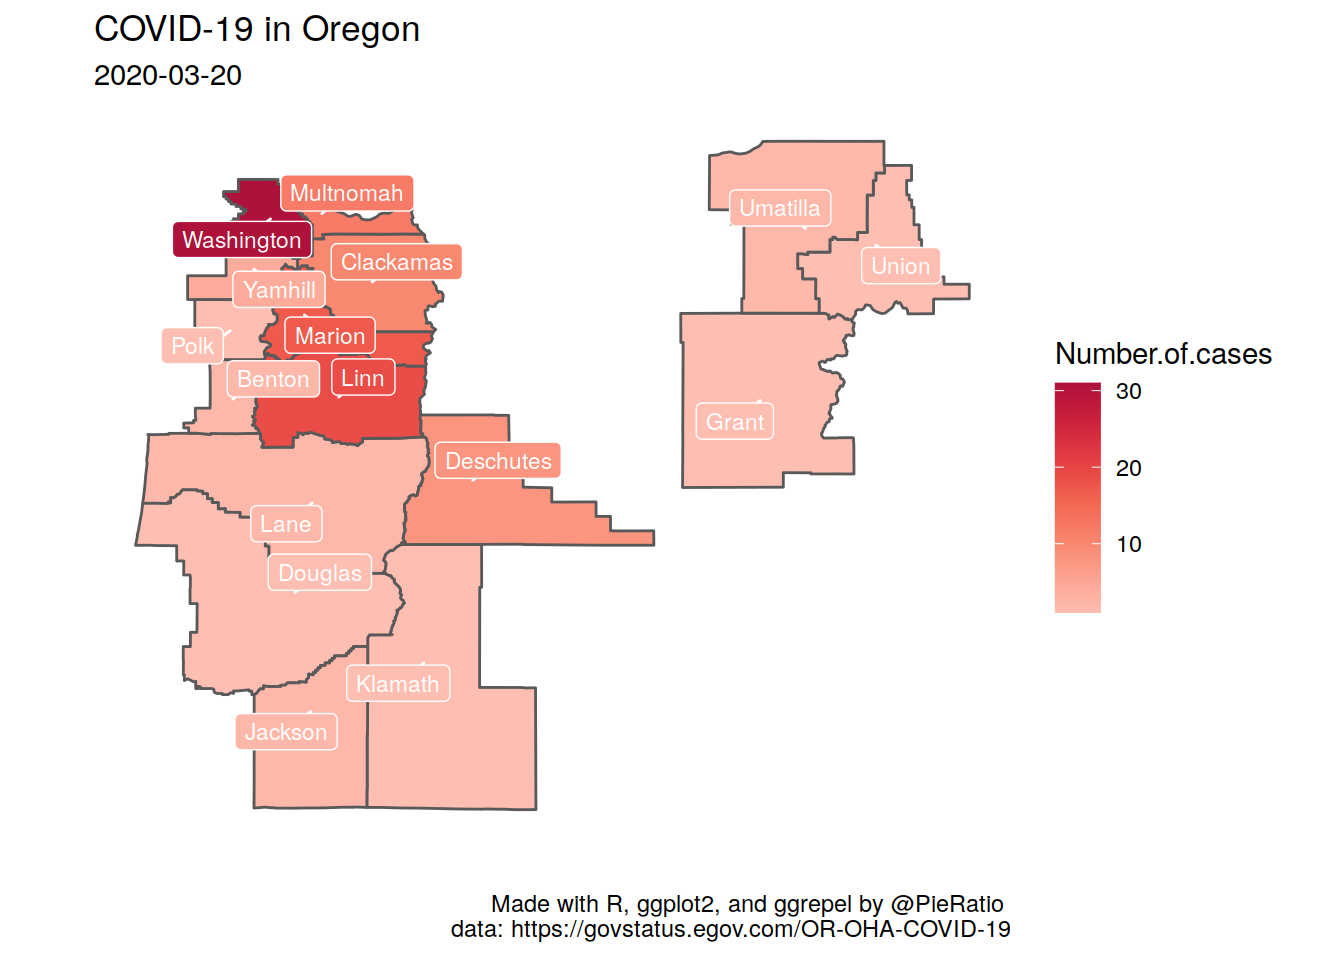 COVID-19 in Oregon
2020-03-20
Multnomah
Washington
Clackamas
Yamhill
Marion
Polk
Linn
Benton
Deschutes
Lane
Douglas
Klamath
Jackson
Umatilla
Union
Grant
Number.of.cases
30
20
10
Made with R, ggplot2, and ggrepel by @PieRatio
data: https://govstatus.egov.com/OR-OHA-COVID-19